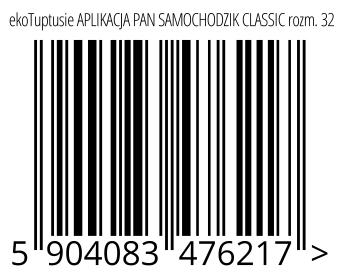 ekoTuptusie APLIKACJA PAN SAMOCHODZIK CLASSIC rozm. 32
5 904083 476217 >